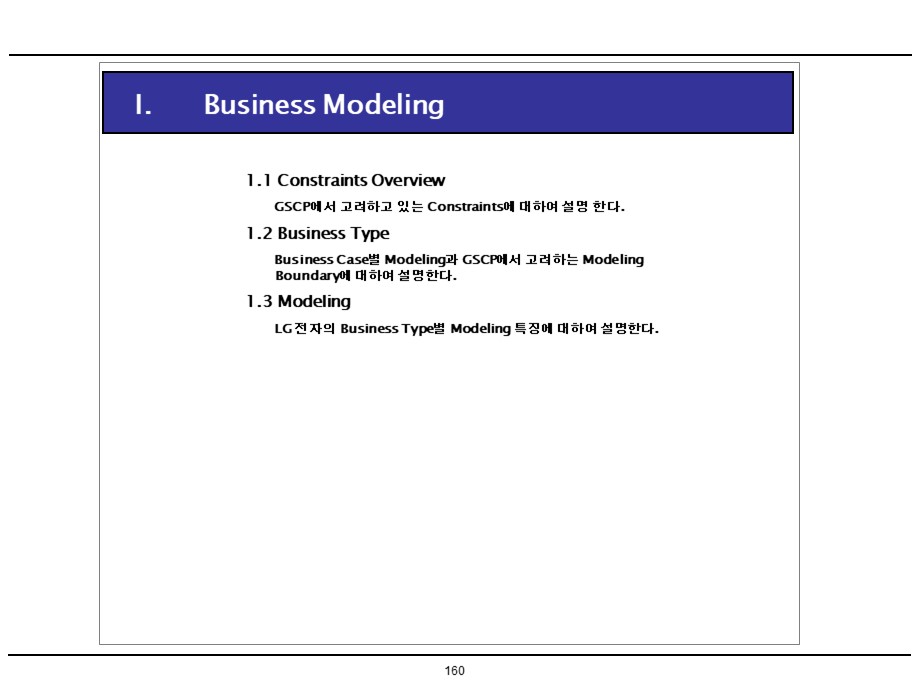 I. Business Modeling
1.1 Constraints Overview
GSCP에서 고려하고 있는 Constraints에 대하여 설명 한다.
1.2 Business Type
Business Case별 Modeling과 GSCP에서 고려하는 Modeling
Boundary에 대하여 설명한다.
1.3 Modeling
LG전자의 Business Type별 Modeling 특징에 대하여 설명한다.
160